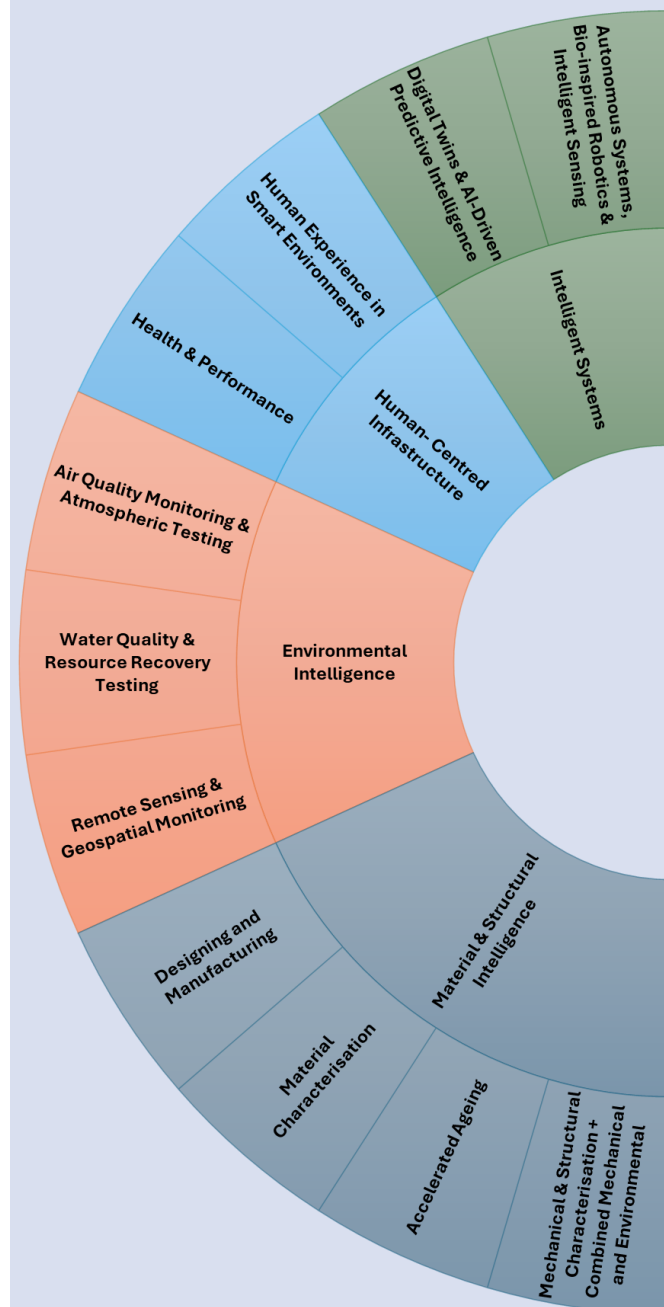 Autonomous Systems,
Bio-inspired Robotics &
Intelligent Sensing
Digital Twins & AI-Driven
Predictive Intelligence
Intelligent Systems
Human Experience in
Smart Environments
Health & Performance
Human- Centred
Infrastructure
Air Quality Monitoring &
Atmospheric Testing
Water Quality &
Resource Recovery
Testing
Environmental
Intelligence
Remote Sensing &
Geospatial Monitoring
Material & Structural
Intelligence
Designing and
Manufacturing
Material
Characterisation
Accelerated Ageing
Mechanical & Structural
Characterisation +
Combined Mechanical
and Environmental